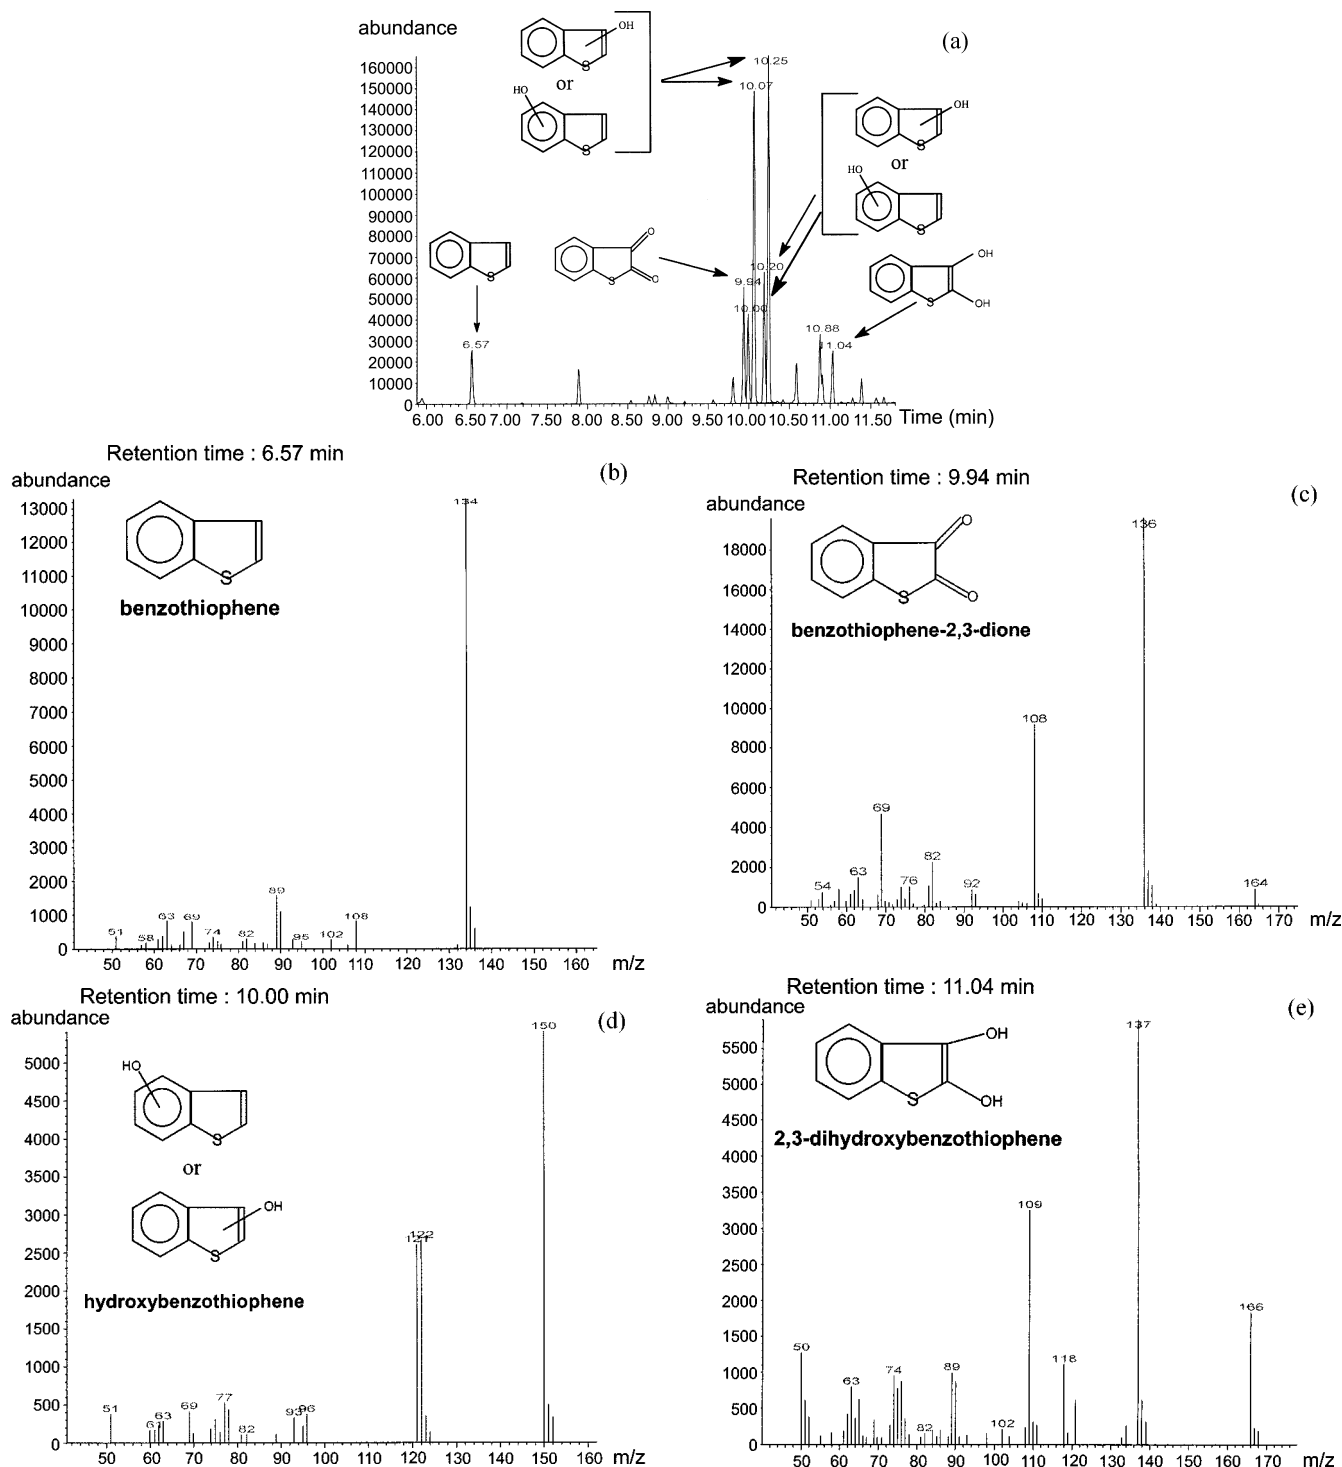 (a)
abundance
160000
150000
140000
130000
120000
110000
100000
90000
80000
70000
60000
50000
40000
30000
20000
10000
0
OH
S
or
HO
S
10.25
10.07
OH
S
or
HO
S
S
O
S
O
10.20
9.94
10.00
OH
S
OH
6.57
10.88
11.04
6.00 6.50 7.00 7.50 8.00 8.50 9.00 9.50 10.00 10.50 11.00 11.50 Time (min)
Retention time : 6.57 min
(b)
abundance
13000
12000
11000
10000
9000
8000
7000
6000
5000
4000
3000
2000
1000
0
S
benzothiophene
134
51 58 63 69 74 82 89 95 102 108
50 60 70 80 90 100 110 120 130 140 150 160 m/z
Retention time : 9.94 min
(c)
abundance
18000
16000
14000
12000
10000
8000
6000
4000
2000
0
O
S
O
benzothiophene-2,3-dione
136
108
69
82
54 63 76 92 164
50 60 70 80 90 100 110 120 130 140 150 160 170 m/z
Retention time : 10.00 min
(d)
abundance
5000
4500
4000
3500
3000
2500
2000
1500
1000
500
0
HO
S
or
OH
S
hydroxybenzothiophene
150
121 122
51 61 63 69 77 82 93 96
50 60 70 80 90 100 110 120 130 140 150 160 m/z
Retention time : 11.04 min
(e)
abundance
5500
5000
4500
4000
3500
3000
2500
2000
1500
1000
500
0
OH
S
OH
2,3-dihydroxybenzothiophene
137
109
166
50 63 74 82 89 102 118
50 60 70 80 90 100 110 120 130 140 150 160 170 m/z